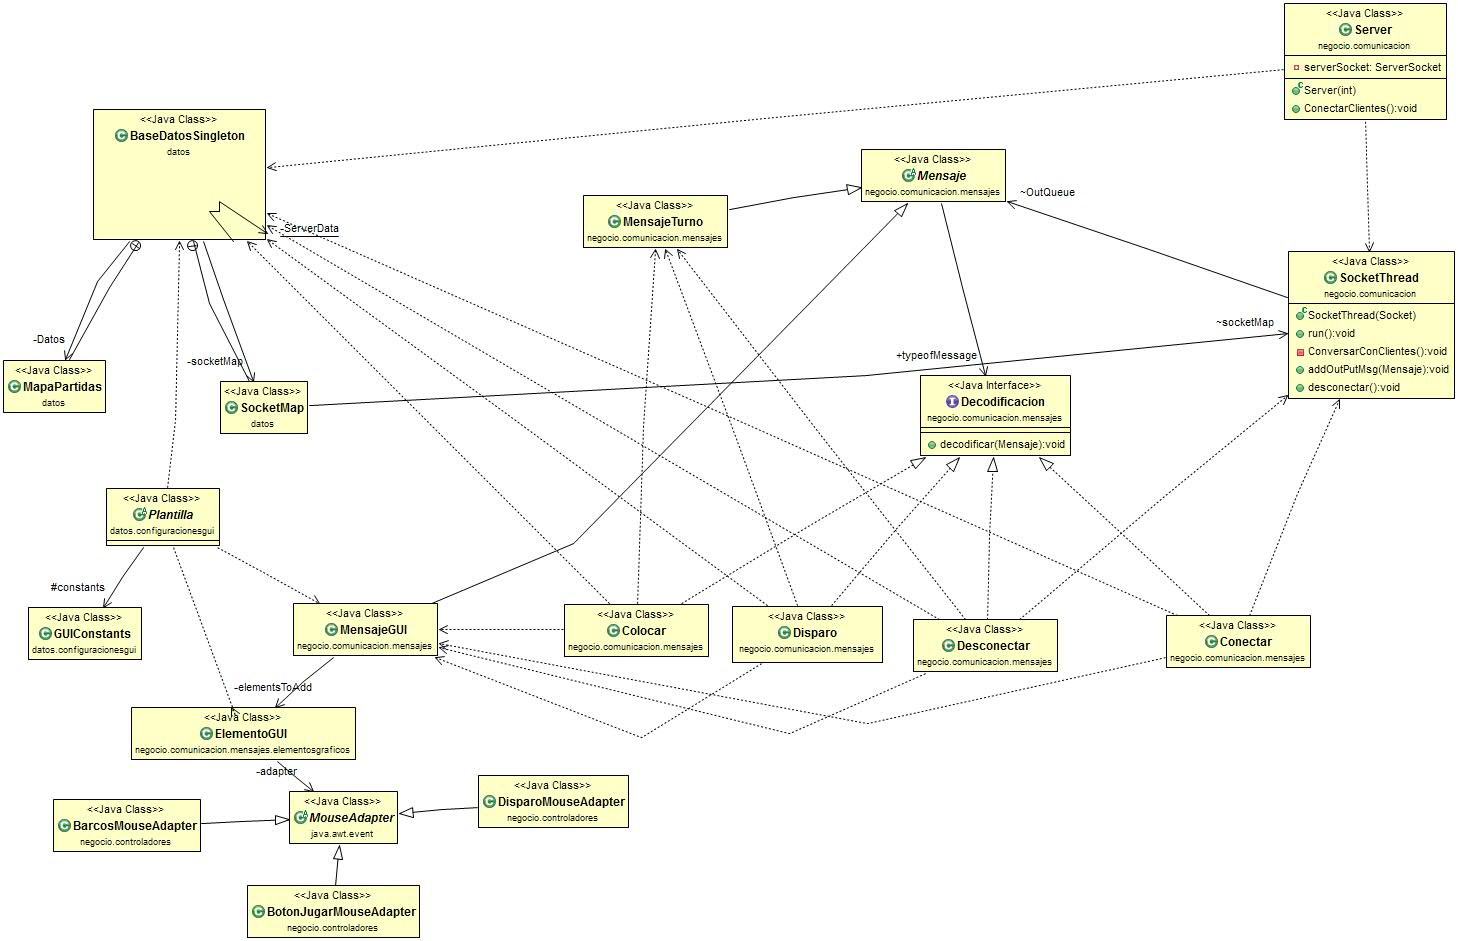 <<Java Class>>
Server
negocio.comunicacion
serverSocket: ServerSocket
Server(int)
ConectarClientes():void
<<Java Class>>
BaseDatosSingleton
datos
-ServerData
<<Java Class>>
Mensaje
negocio.comunicacion.mensajes
~OutQueue
<<Java Class>>
MensajeTurno
negocio.comunicacion.mensajes
<<Java Class>>
SocketThread
negocio.comunicacion
SocketThread(Socket)
run():void
ConversarConClientes():void
addOutPutMsg(Mensaje):void
desconectar():void
~socketMap
-Datos
-socketMap
+typeofMessage
<<Java Class>>
MapaPartidas
datos
<<Java Class>>
SocketMap
datos
<<Java Interface>>
Decodificacion
negocio.comunicacion.mensajes
decodificar(Mensaje):void
<<Java Class>>
Plantilla
datos.configuracionesgui
#constants
<<Java Class>>
GUIConstants
datos.configuracionesgui
<<Java Class>>
MensajeGUI
negocio.comunicacion.mensajes
<<Java Class>>
Colocar
negocio.comunicacion.mensajes
<<Java Class>>
Disparo
negocio.comunicacion.mensajes
<<Java Class>>
Desconectar
negocio.comunicacion.mensajes
<<Java Class>>
Conectar
negocio.comunicacion.mensajes
-elementsToAdd
<<Java Class>>
ElementoGUI
negocio.comunicacion.mensajes.elementosgraficos
-adapter
<<Java Class>>
BarcosMouseAdapter
negocio.controladores
<<Java Class>>
MouseAdapter
java.awt.event
<<Java Class>>
DisparoMouseAdapter
negocio.controladores
<<Java Class>>
BotonJugarMouseAdapter
negocio.controladores